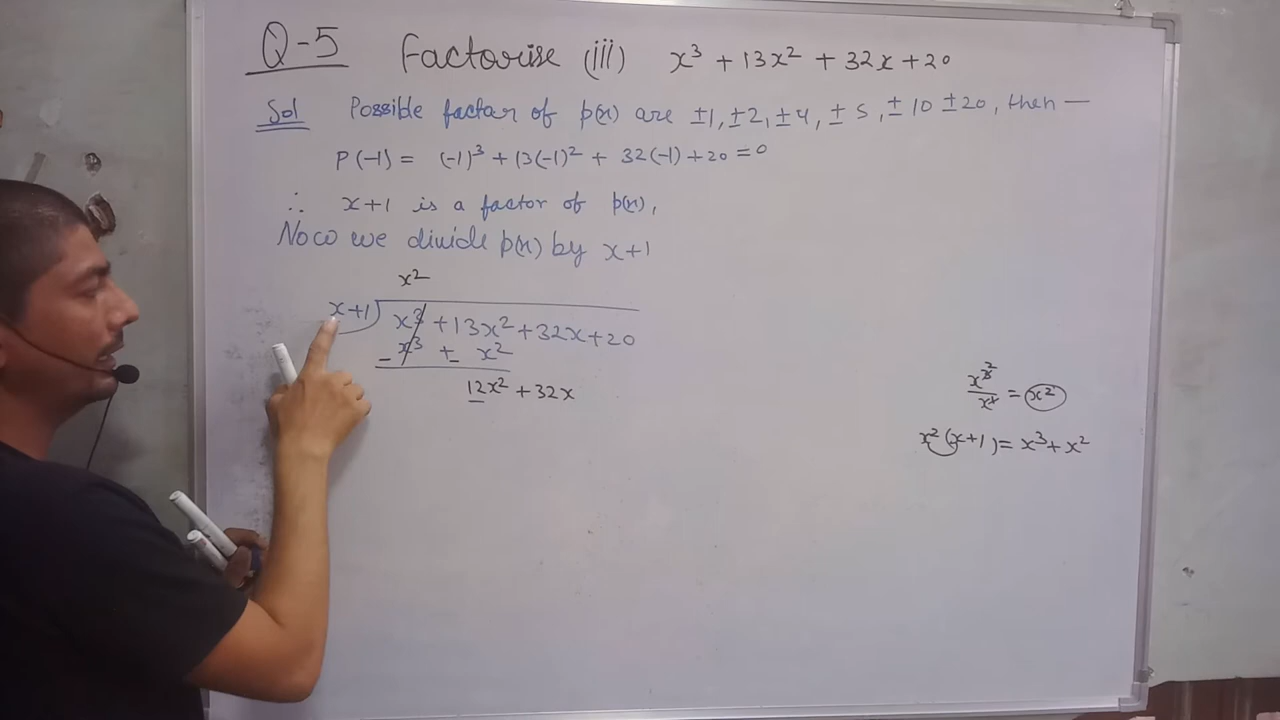 Q-5 Factorise (iii) x³ + 13x² + 32x + 20
Sol Possible factor of p(x) are ±1, ±2, ±4, ±5, ±10 ±20, then —
P(-1) = (-1)³ + 13(-1)² + 32(-1) + 20 = 0
∴ x+1 is a factor of p(x),
Now we divide p(x) by x+1
x²
x+1) x³ + 13x² + 32x + 20
- x³ + - x²
12x² + 32x
x³/x = x²
x²(x+1) = x³ + x²